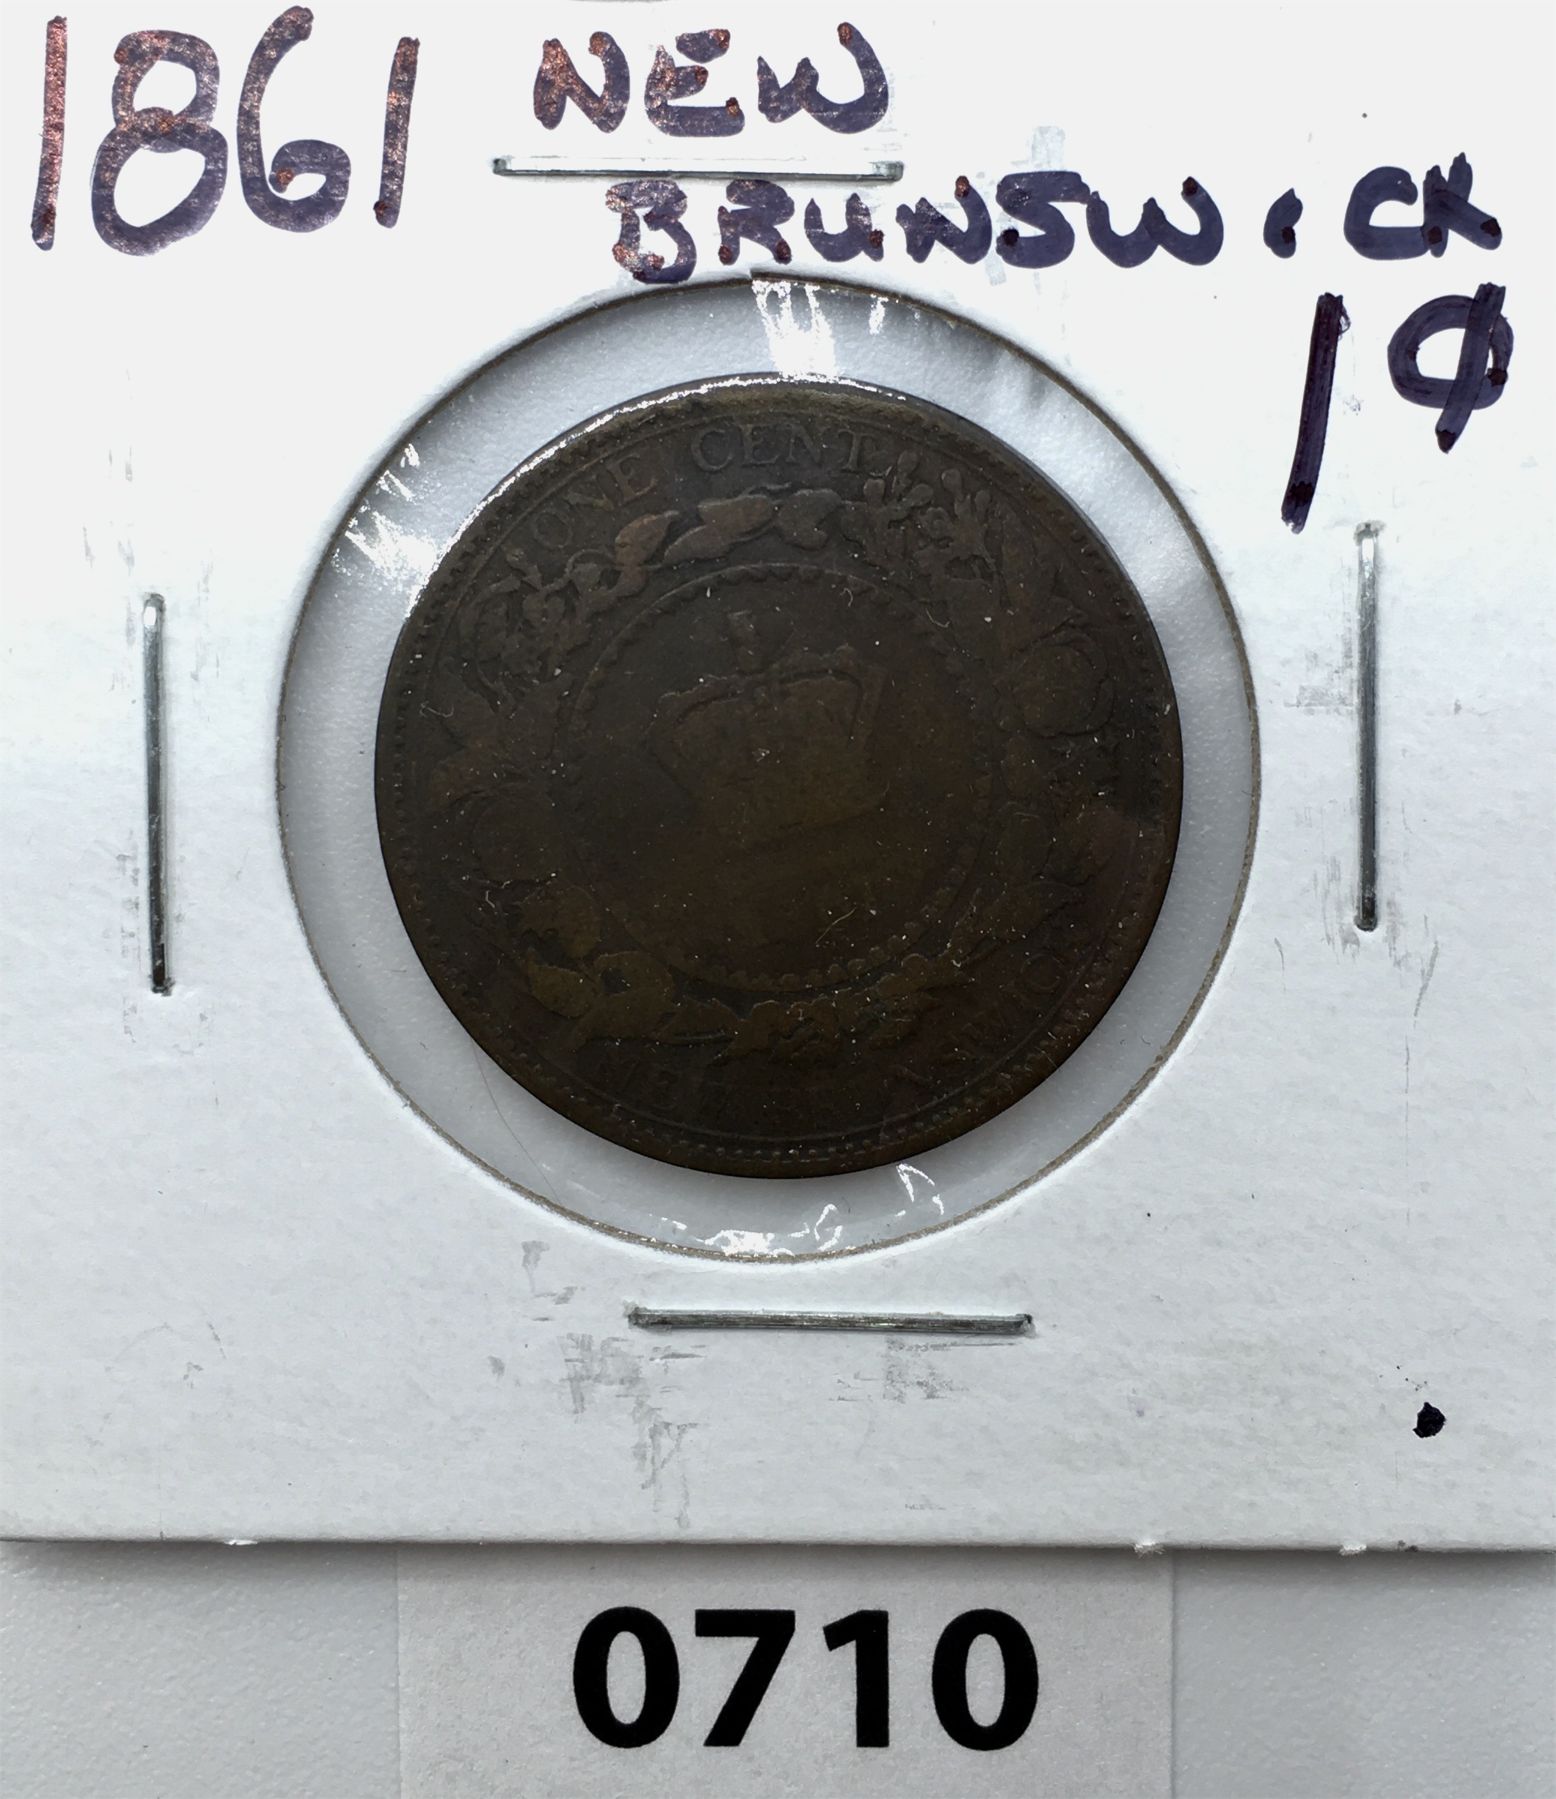 1861 NEW
BRUNSWICK
1¢
ONE CENT
0710